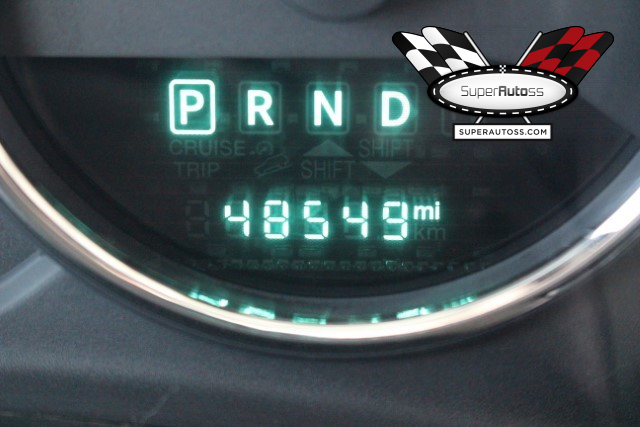 P R N D
SuperAutoss
SUPERAUTOSS.COM
CRUISE
TRIP SHIFT SHIFT
48549 mi
km